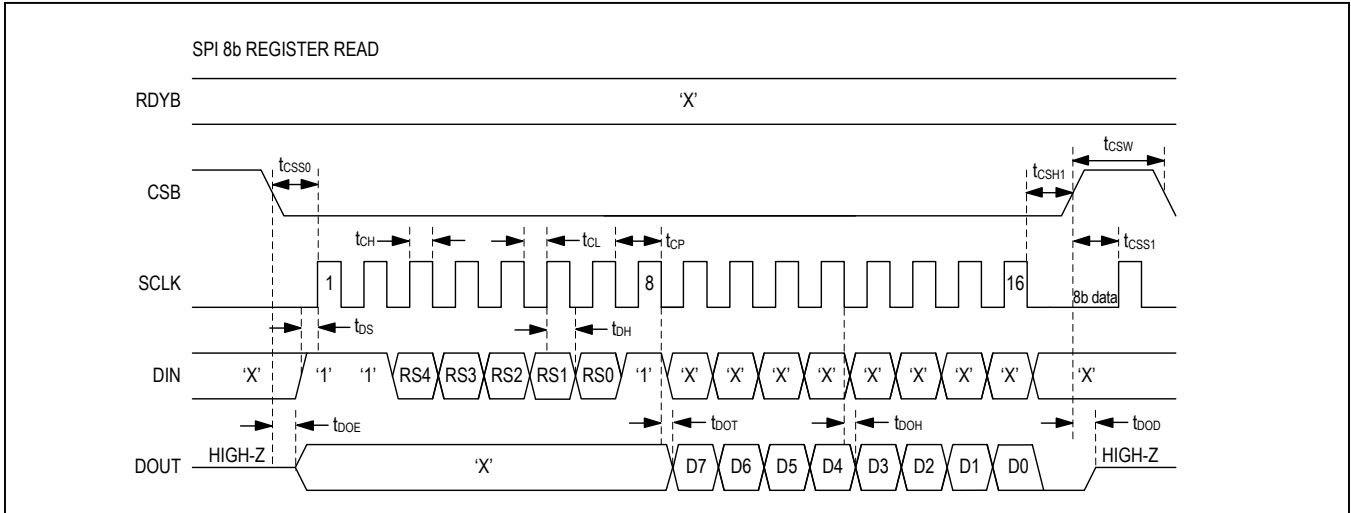 SPI 8b REGISTER READ
RDYB 'X'
tCSW
tCSS0 tCSH1
CSB
tCH tCL tCP tCSS1
SCLK 1 8 16 8b data
tDS tDH
DIN 'X' '1' '1' RS4 RS3 RS2 RS1 RS0 '1' 'X' 'X' 'X' 'X' 'X' 'X' 'X' 'X' 'X'
tDOE tDOT tDOH tDOD
DOUT HIGH-Z 'X' D7 D6 D5 D4 D3 D2 D1 D0 HIGH-Z